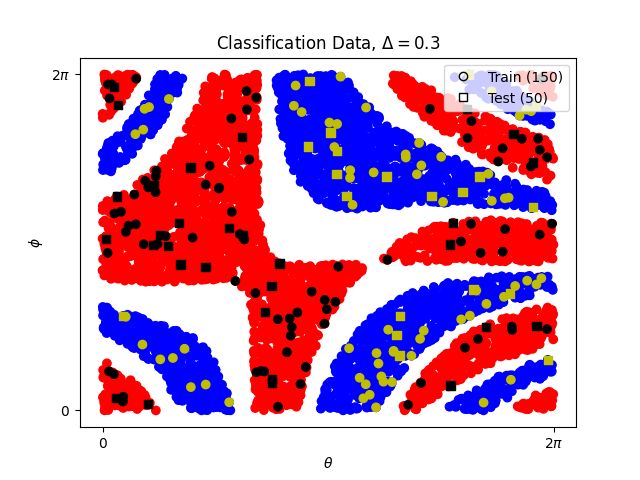 Classification Data, Δ = 0.3
Train (150)
Test (50)
2π
ϕ
0
0
2π
θ